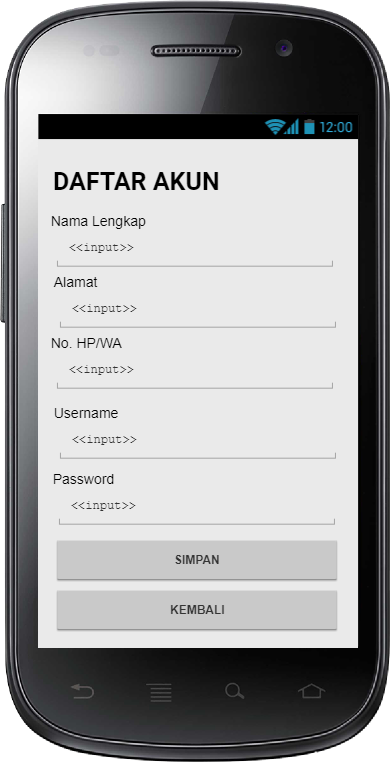 12:00
DAFTAR AKUN
Nama Lengkap
<<input>>
Alamat
<<input>>
No. HP/WA
<<input>>
Username
<<input>>
Password
<<input>>
SIMPAN
KEMBALI